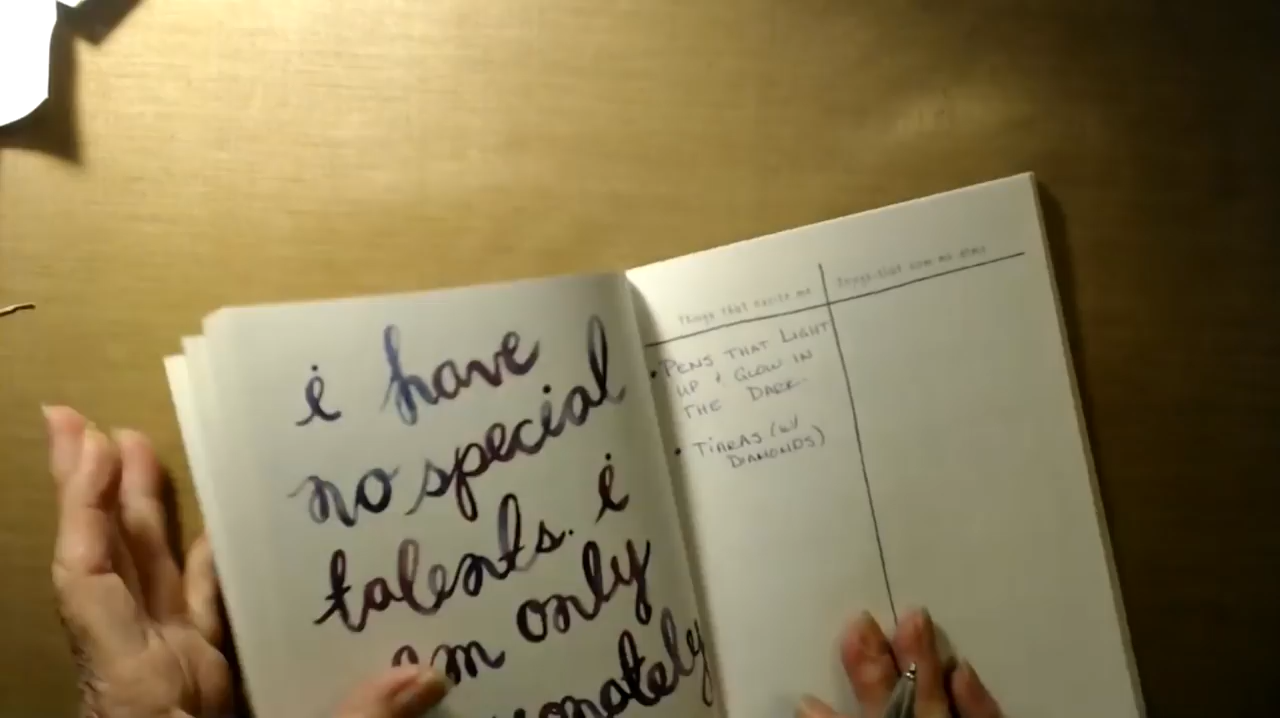 i have
no special
talents. i
am only
Things that excite me
• PENS THAT LIGHT
UP + GLOW IN
THE DARK
• TIARAS (W/
DIAMONDS)